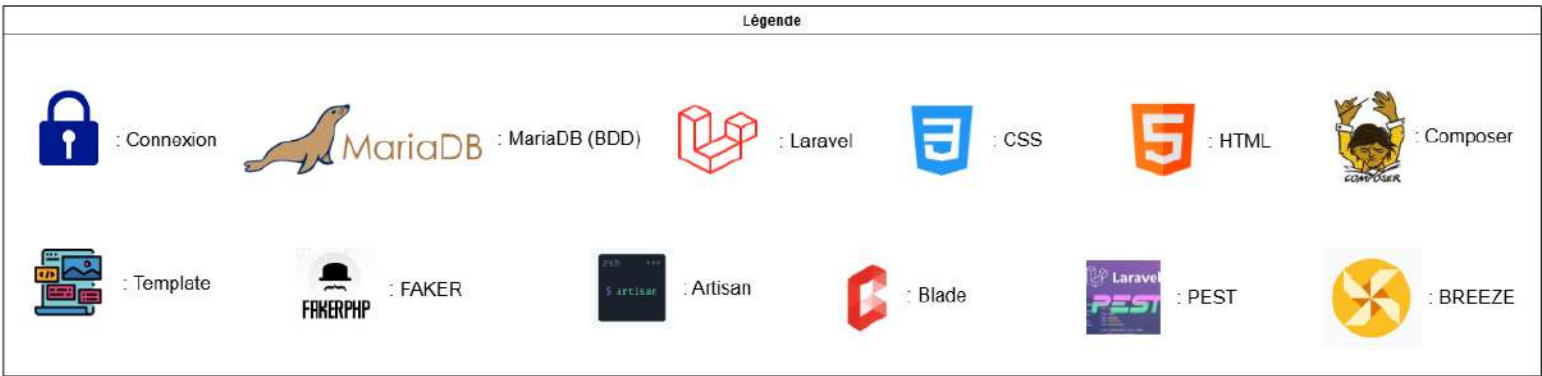 Légende
: Connexion
MariaDB : MariaDB (BDD)
: Laravel
: CSS
: HTML
COMPOSER : Composer
: Template
FAKERPHP : FAKER
zsh
$ artisan : Artisan
: Blade
Laravel
PEST : PEST
: BREEZE